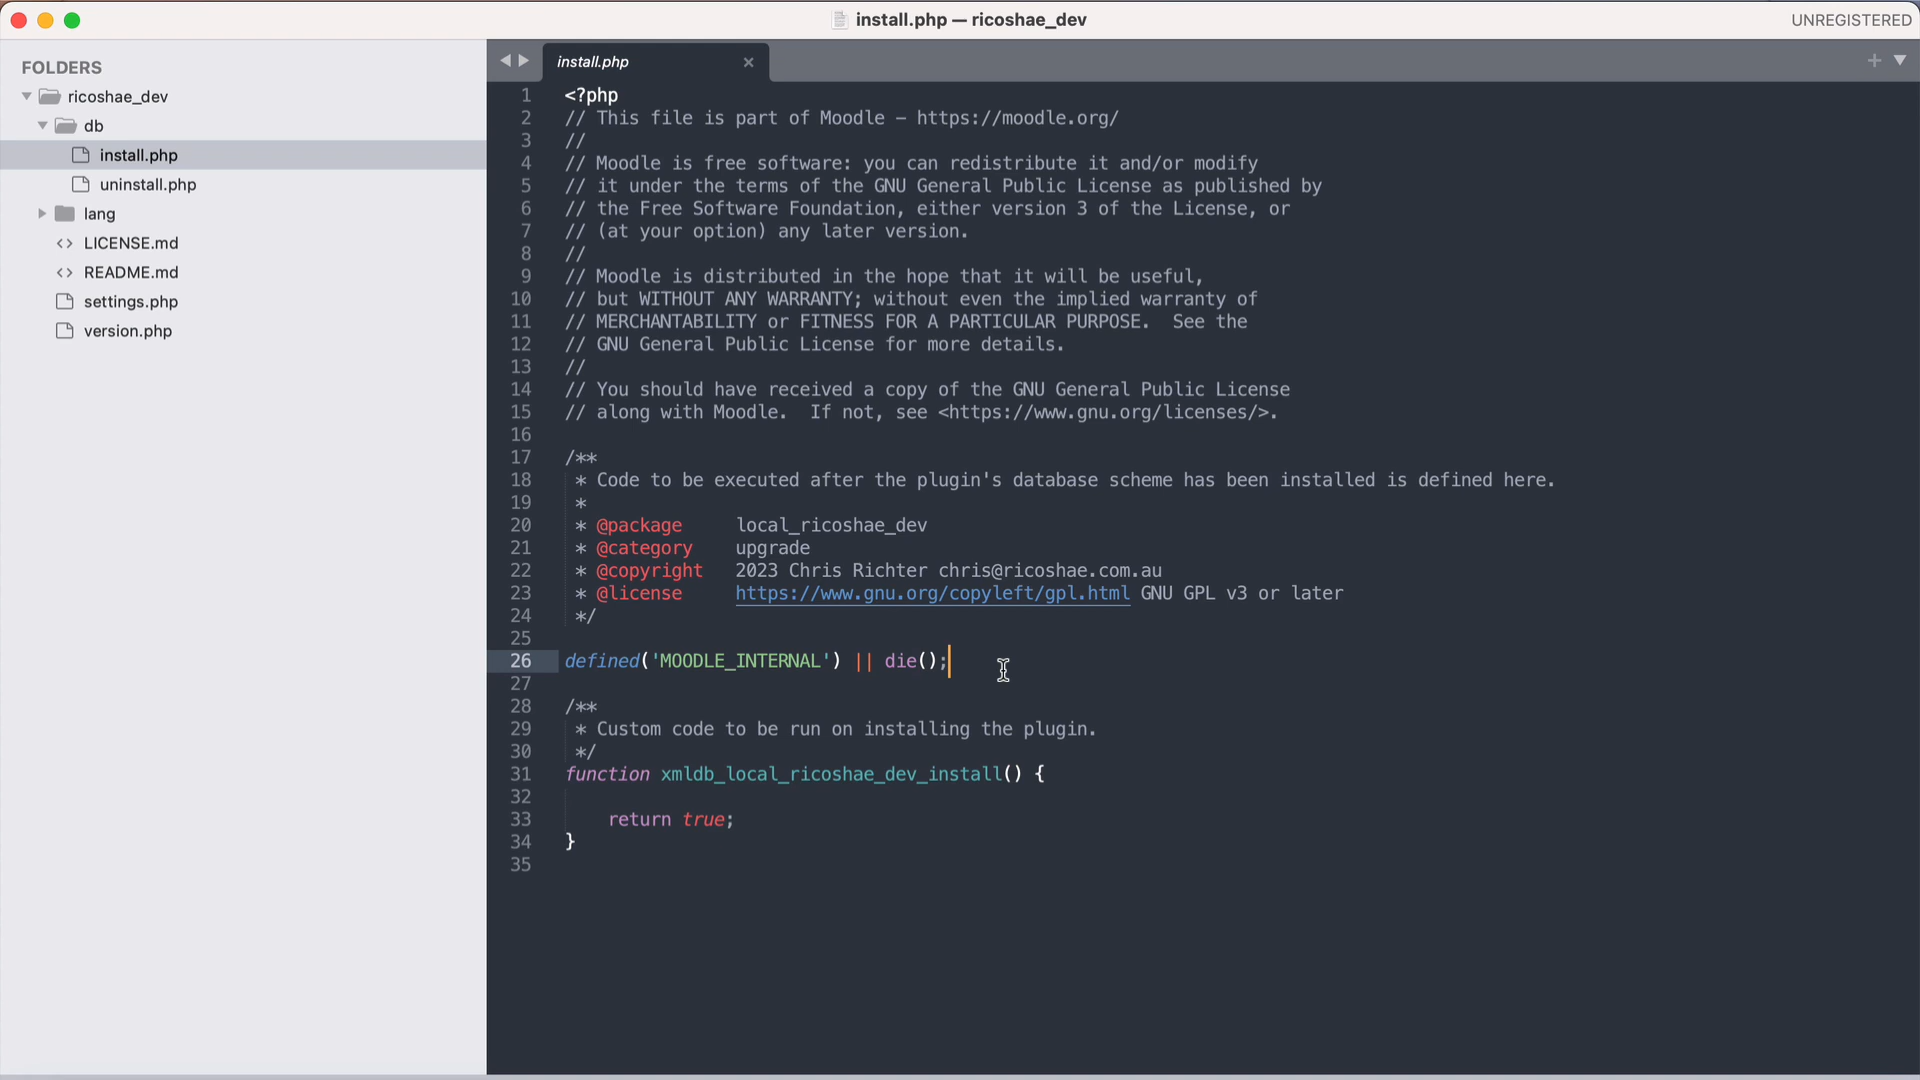 install.php — ricoshae_dev
UNREGISTERED
FOLDERS
ricoshae_dev
db
install.php
uninstall.php
lang
LICENSE.md
README.md
settings.php
version.php
install.php
1 <?php
2 // This file is part of Moodle - https://moodle.org/
3 //
4 // Moodle is free software: you can redistribute it and/or modify
5 // it under the terms of the GNU General Public License as published by
6 // the Free Software Foundation, either version 3 of the License, or
7 // (at your option) any later version.
8 //
9 // Moodle is distributed in the hope that it will be useful,
10 // but WITHOUT ANY WARRANTY; without even the implied warranty of
11 // MERCHANTABILITY or FITNESS FOR A PARTICULAR PURPOSE.  See the
12 // GNU General Public License for more details.
13 //
14 // You should have received a copy of the GNU General Public License
15 // along with Moodle.  If not, see <https://www.gnu.org/licenses/>.
16
17 /**
18  * Code to be executed after the plugin's database scheme has been installed is defined here.
19  *
20  * @package     local_ricoshae_dev
21  * @category    upgrade
22  * @copyright   2023 Chris Richter chris@ricoshae.com.au
23  * @license     https://www.gnu.org/copyleft/gpl.html GNU GPL v3 or later
24  */
25
26 defined('MOODLE_INTERNAL') || die();
27
28 /**
29  * Custom code to be run on installing the plugin.
30  */
31 function xmldb_local_ricoshae_dev_install() {
32
33     return true;
34 }
35